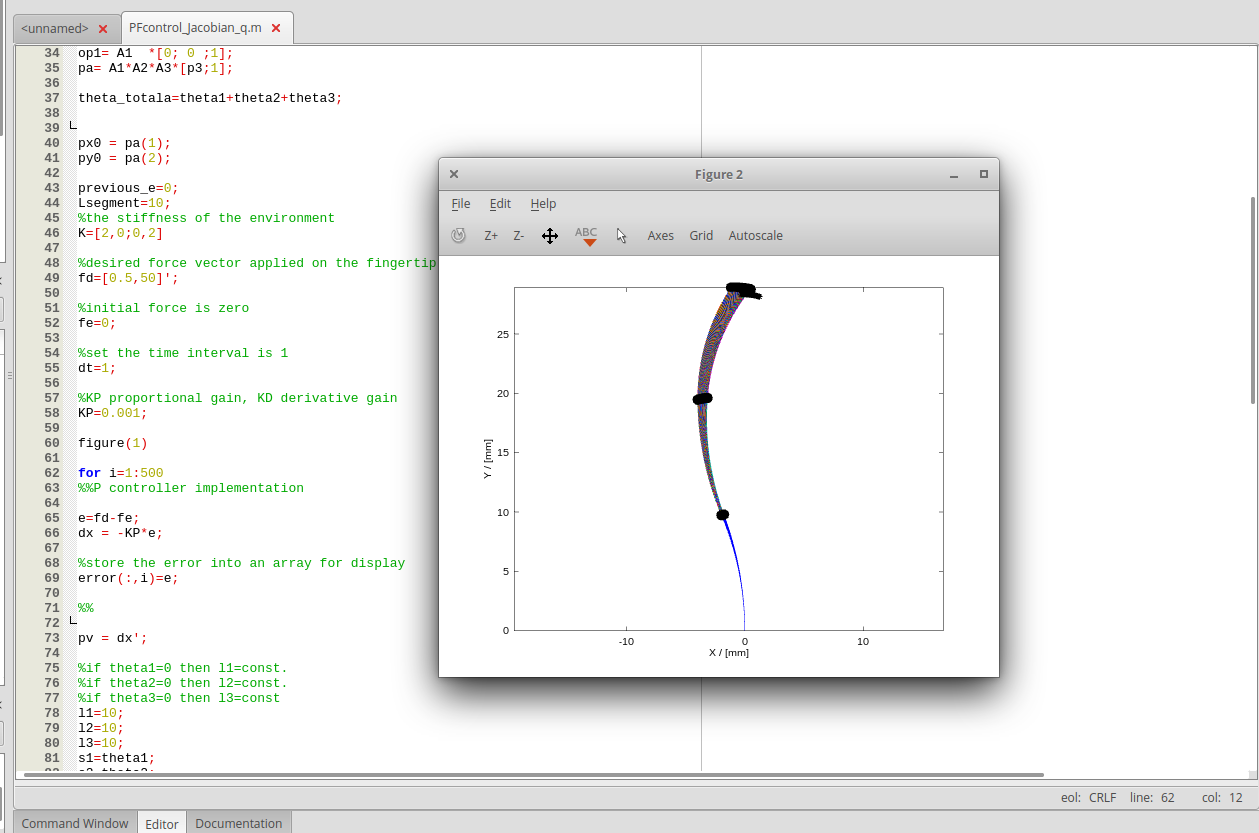 <unnamed>
PFcontrol_Jacobian_q.m
34 op1= A1  *[0; 0 ;1];
35 pa= A1*A2*A3*[p3;1];
36
37 theta_totala=theta1+theta2+theta3;
38
39
40 px0 = pa(1);
41 py0 = pa(2);
42
43 previous_e=0;
44 Lsegment=10;
45 %the stiffness of the environment
46 K=[2,0;0,2]
47
48 %desired force vector applied on the fingertip
49 fd=[0.5,50]';
50
51 %initial force is zero
52 fe=0;
53
54 %set the time interval is 1
55 dt=1;
56
57 %KP proportional gain, KD derivative gain
58 KP=0.001;
59
60 figure(1)
61
62 for i=1:500
63 %%P controller implementation
64
65 e=fd-fe;
66 dx = -KP*e;
67
68 %store the error into an array for display
69 error(:,i)=e;
70
71 %%
72
73 pv = dx';
74
75 %if theta1=0 then l1=const.
76 %if theta2=0 then l2=const.
77 %if theta3=0 then l3=const
78 l1=10;
79 l2=10;
80 l3=10;
81 s1=theta1;
Figure 2
File Edit Help
Z+ Z- ABC Axes Grid Autoscale
25
20
15
10
5
0
Y / [mm]
-10 0 10
X / [mm]
eol: CRLF line: 62 col: 12
Command Window Editor Documentation